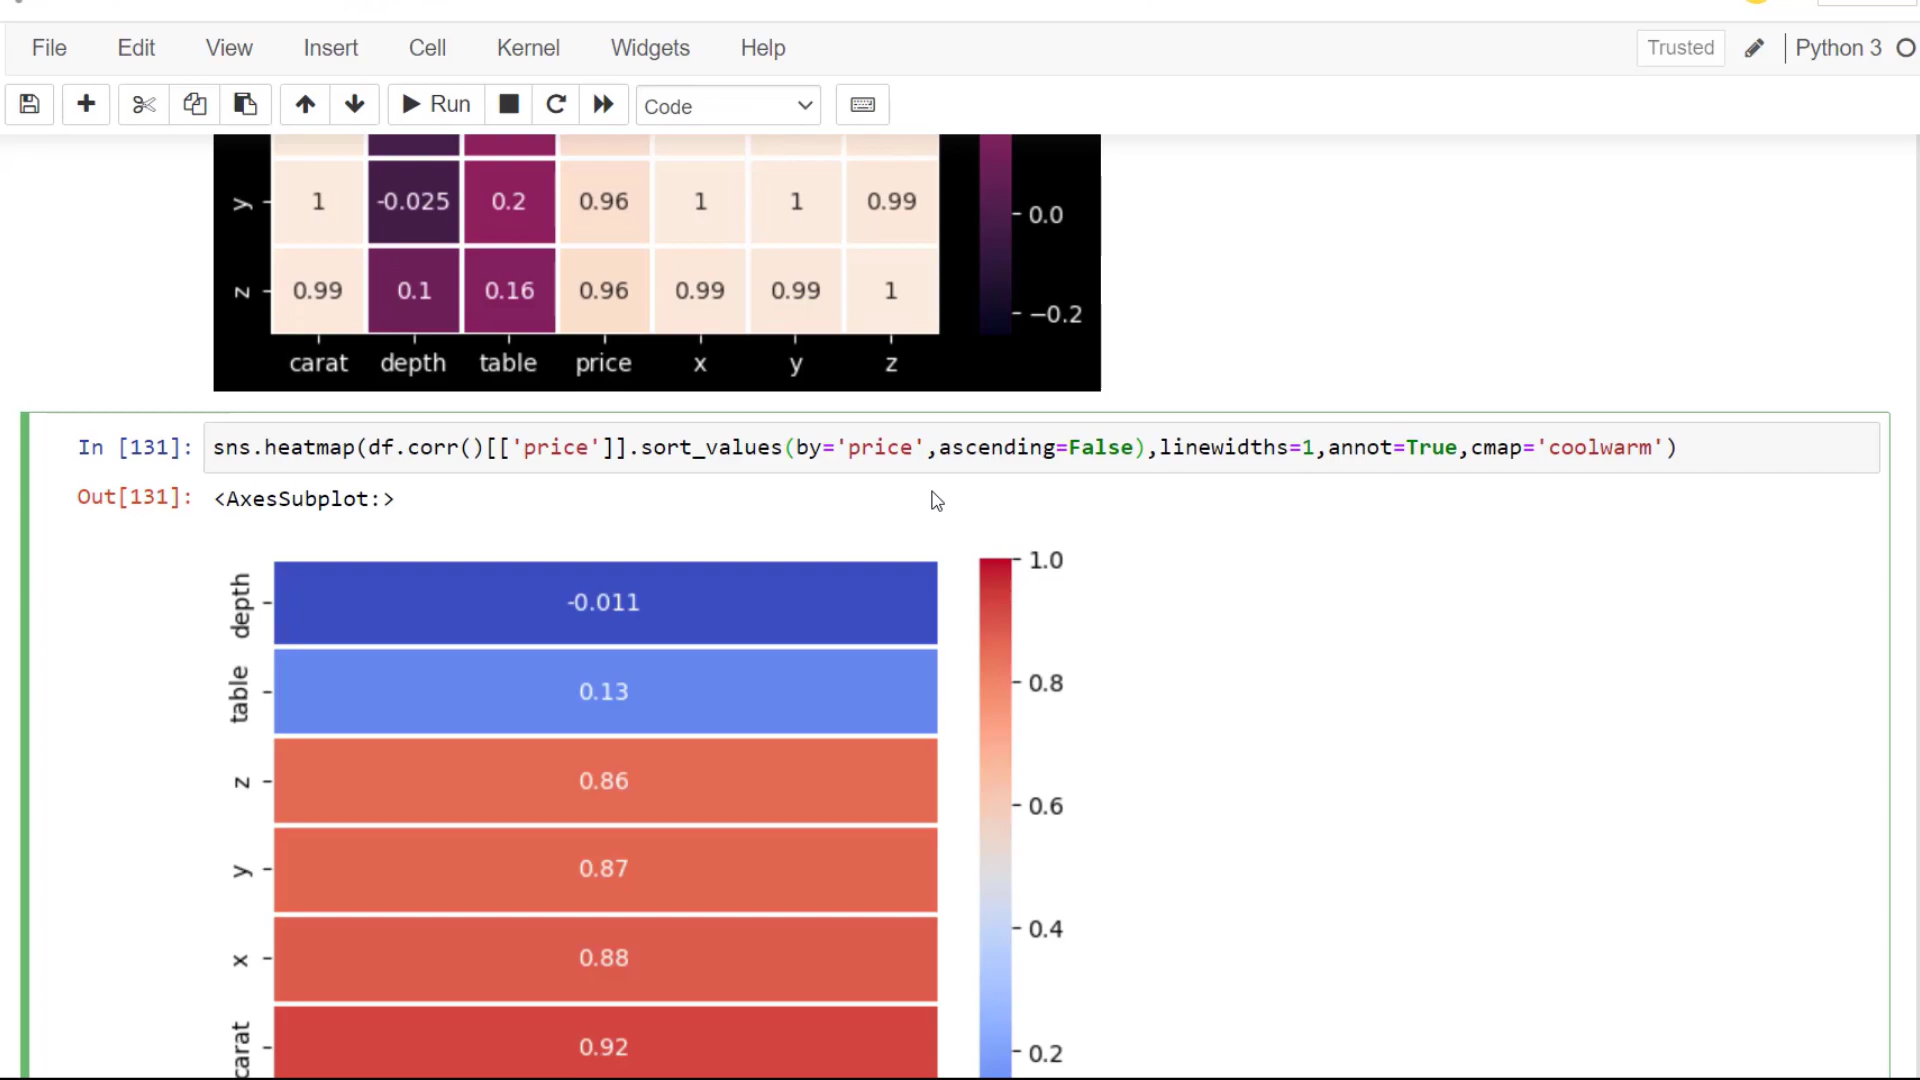 File Edit View Insert Cell Kernel Widgets Help Trusted Python 3
Run Code
y 1 -0.025 0.2 0.96 1 1 0.99 0.0
z 0.99 0.1 0.16 0.96 0.99 0.99 1 −0.2
carat depth table price x y z
In [131]: sns.heatmap(df.corr()[['price']].sort_values(by='price',ascending=False),linewidths=1,annot=True,cmap='coolwarm')
Out[131]: <AxesSubplot:>
1.0
depth -0.011
table 0.13 0.8
z 0.86 0.6
y 0.87
0.4
x 0.88
carat 0.92 0.2